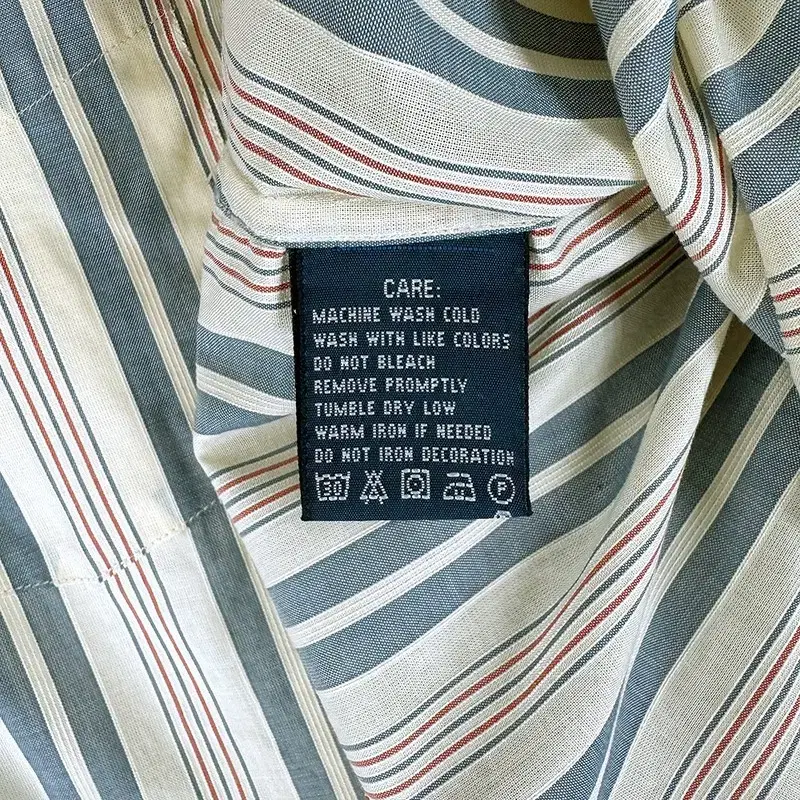 CARE:
MACHINE WASH COLD
WASH WITH LIKE COLORS
DO NOT BLEACH
REMOVE PROMPTLY
TUMBLE DRY LOW
WARM IRON IF NEEDED
DO NOT IRON DECORATION
30 P